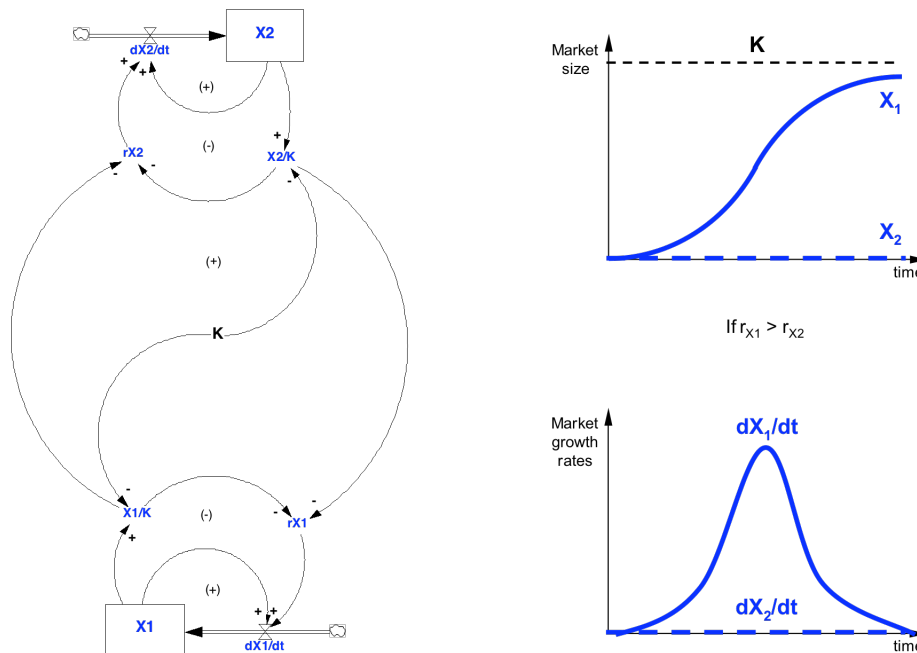 X2
dX2/dt
+
+
(+)
(-)
+
rX2
X2/K
-
-
-
(+)
K
-
-
X1/K
(-)
-
rX1
+
(+)
+ +
X1
dX1/dt
Market
size
K
X1
X2
time
If rX1 > rX2
Market
growth
rates
dX1/dt
dX2/dt
time